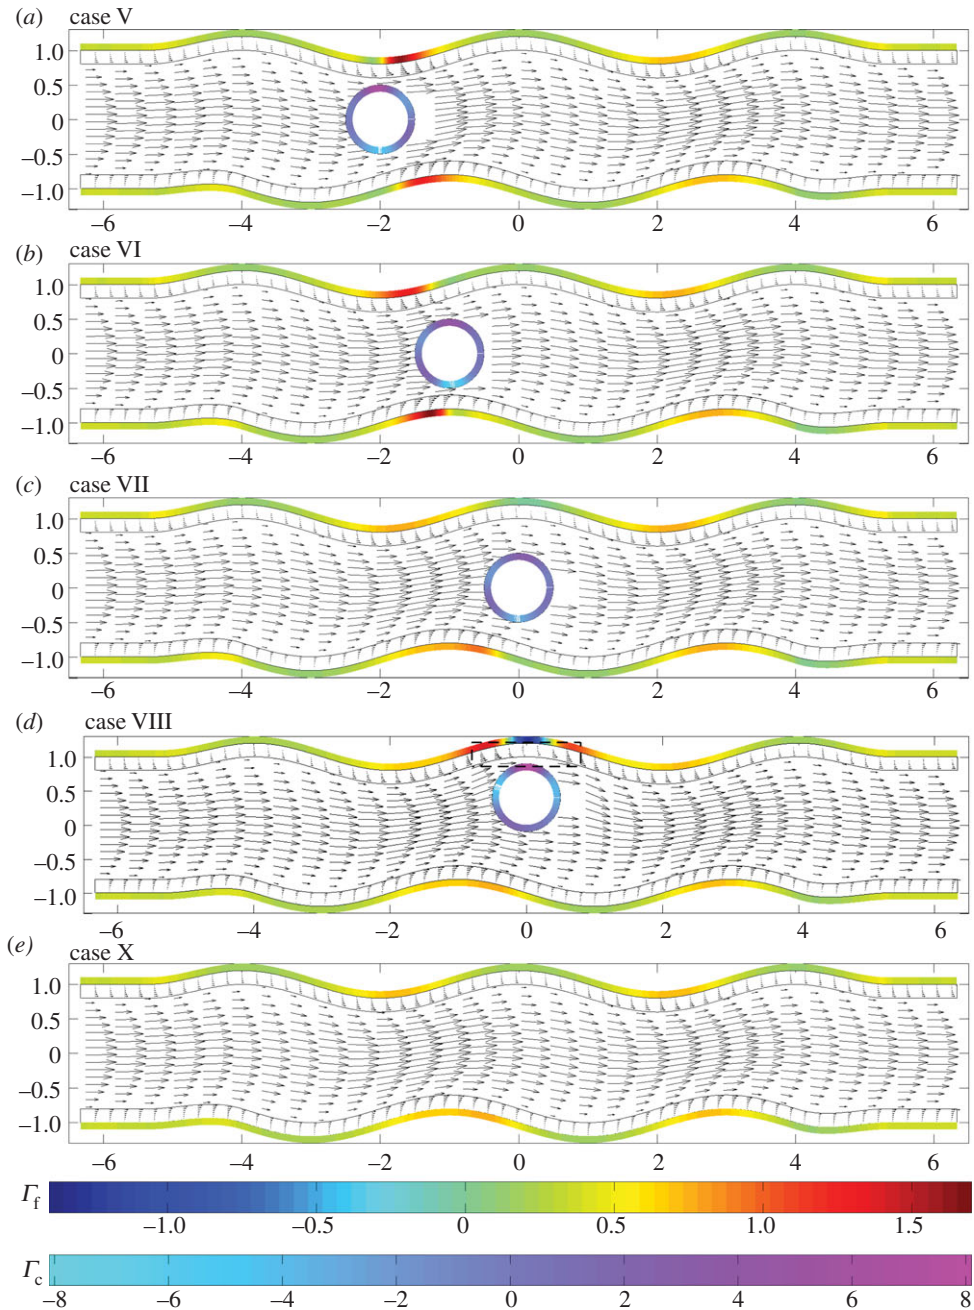 (a) case V
1.0
0.5
0
–0.5
–1.0
–6 –4 –2 0 2 4 6
(b) case VI
1.0
0.5
0
–0.5
–1.0
–6 –4 –2 0 2 4 6
(c) case VII
1.0
0.5
0
–0.5
–1.0
–6 –4 –2 0 2 4 6
(d) case VIII
1.0
0.5
0
–0.5
–1.0
–6 –4 –2 0 2 4 6
(e) case X
1.0
0.5
0
–0.5
–1.0
–6 –4 –2 0 2 4 6
Γf
–1.0 –0.5 0 0.5 1.0 1.5
Γc
–8 –6 –4 –2 0 2 4 6 8